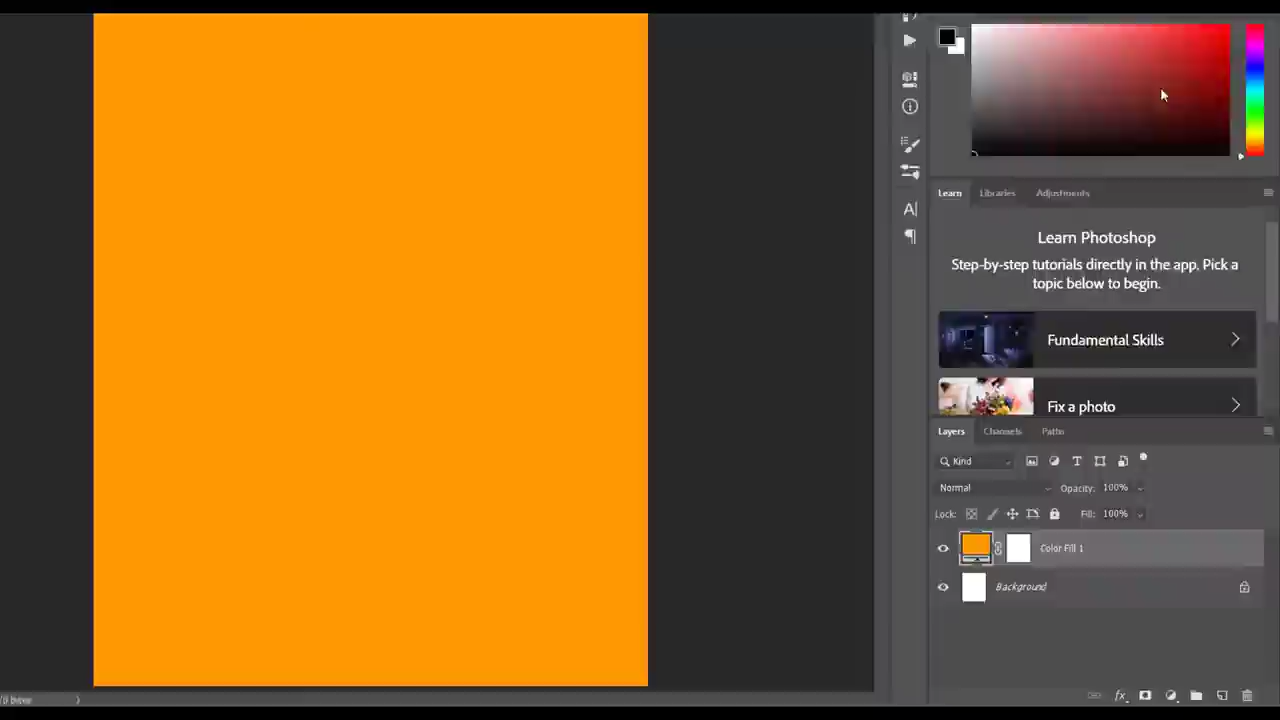 Learn Libraries Adjustments
Learn Photoshop
Step-by-step tutorials directly in the app. Pick a
topic below to begin.
Fundamental Skills
Fix a photo
Layers Channels Paths
Kind
Normal Opacity: 100%
Lock: Fill: 100%
Color Fill 1
Background
fx